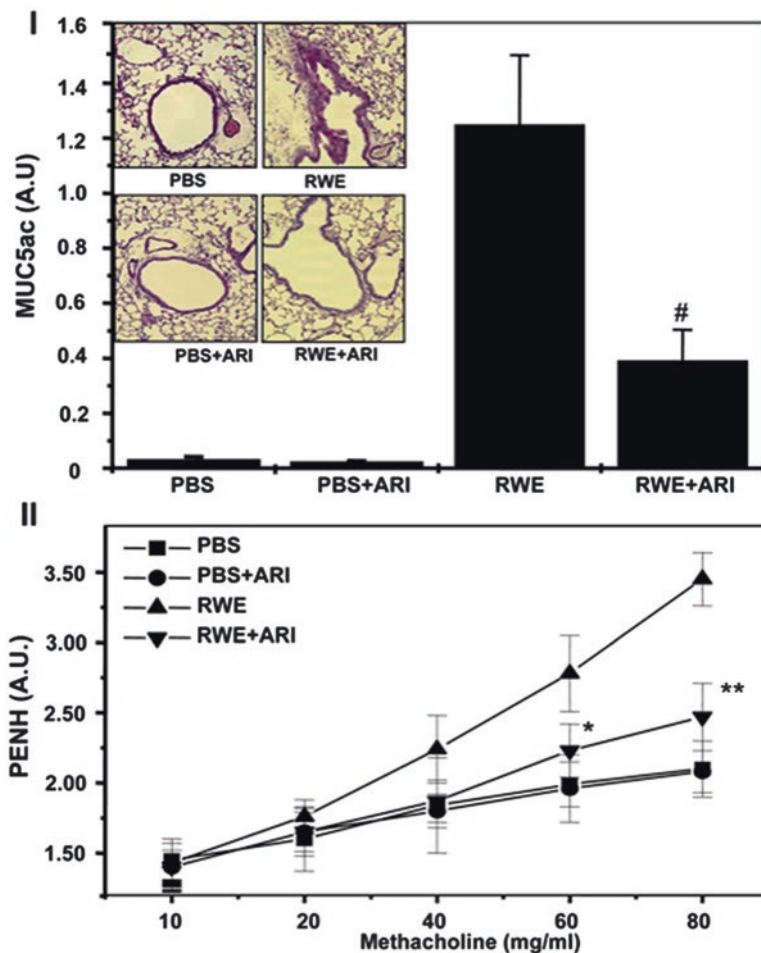 I
MUC5ac (A.U)
1.6
1.4
1.2
1.0
0.8
0.6
0.4
0.2
0
PBS
RWE
PBS+ARI
RWE+ARI
#
PBS
PBS+ARI
RWE
RWE+ARI
II
PBS
PBS+ARI
RWE
RWE+ARI
PENH (A.U.)
3.50
3.00
2.50
2.00
1.50
*
**
10
20
40
60
80
Methacholine (mg/ml)